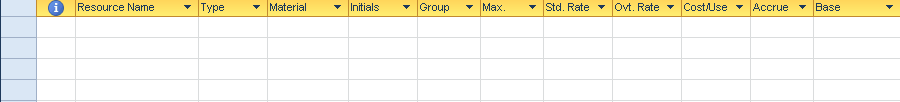 Resource Name Type Material Initials Group Max. Std. Rate Ovt. Rate Cost/Use Accrue Base